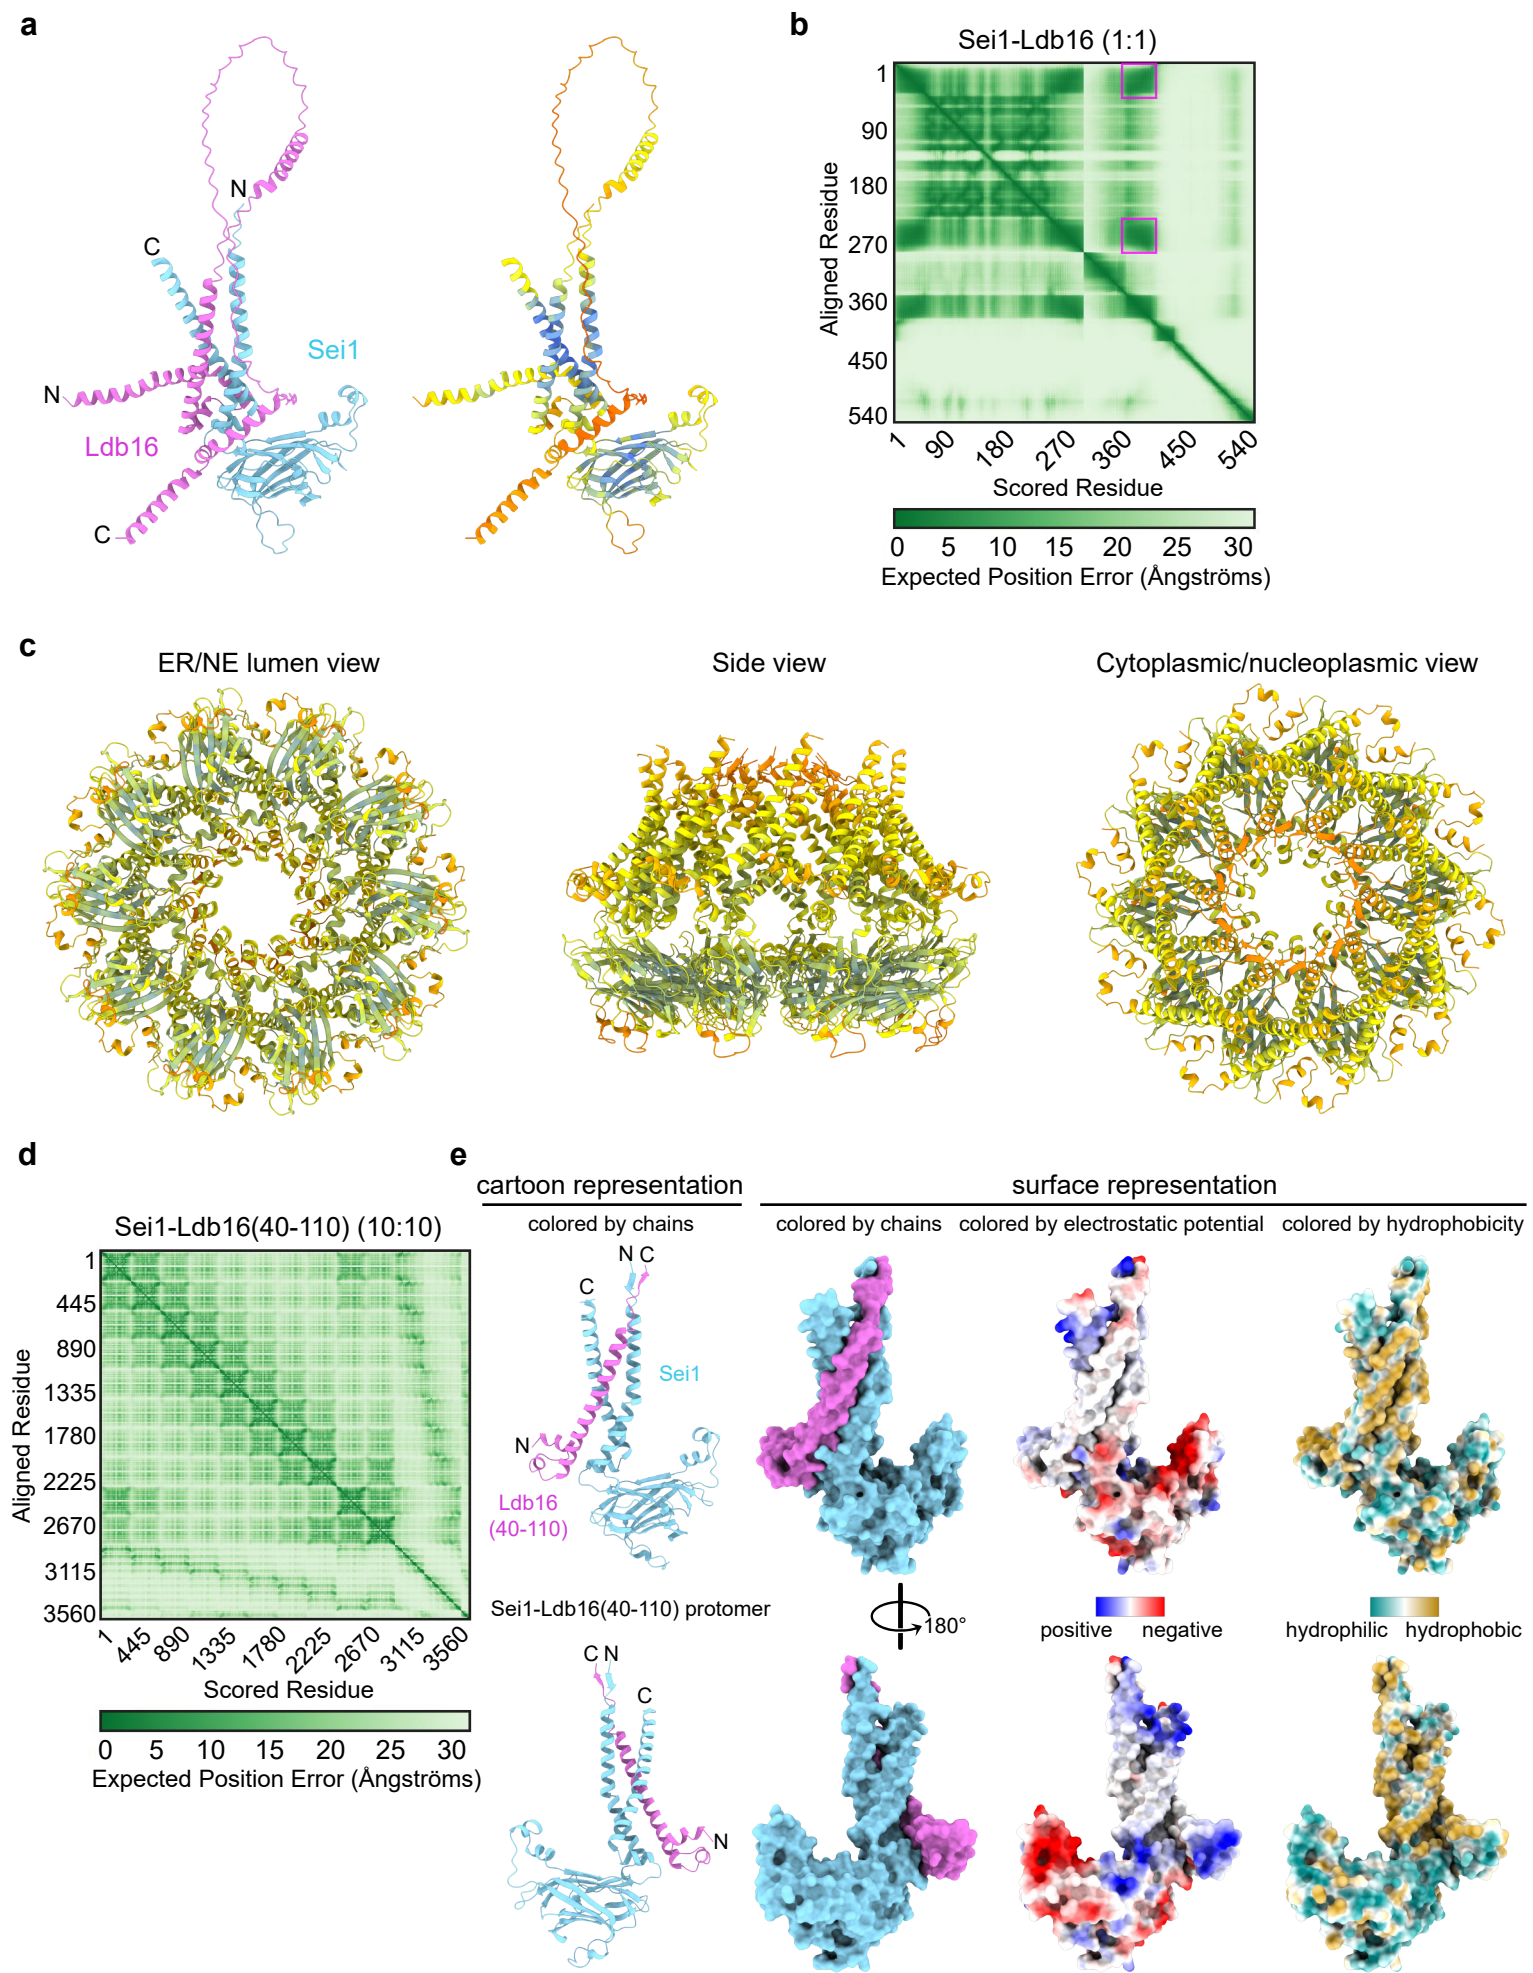 a
N
C
Sei1
N
Ldb16
C
b
Sei1-Ldb16 (1:1)
1
90
180
270
360
450
540
Aligned Residue
1
90
180
270
360
450
540
Scored Residue
0 5 10 15 20 25 30
Expected Position Error (Ångströms)
c
ER/NE lumen view
Side view
Cytoplasmic/nucleoplasmic view
d
Sei1-Ldb16(40-110) (10:10)
1
445
890
1335
1780
2225
2670
3115
3560
Aligned Residue
1
445
890
1335
1780
2225
2670
3115
3560
Scored Residue
0 5 10 15 20 25 30
Expected Position Error (Ångströms)
e
cartoon representation
surface representation
colored by chains
colored by chains
colored by electrostatic potential
colored by hydrophobicity
N C
C
Sei1
N
Ldb16
(40-110)
Sei1-Ldb16(40-110) protomer
180°
positive negative
hydrophilic hydrophobic
C N
C
N